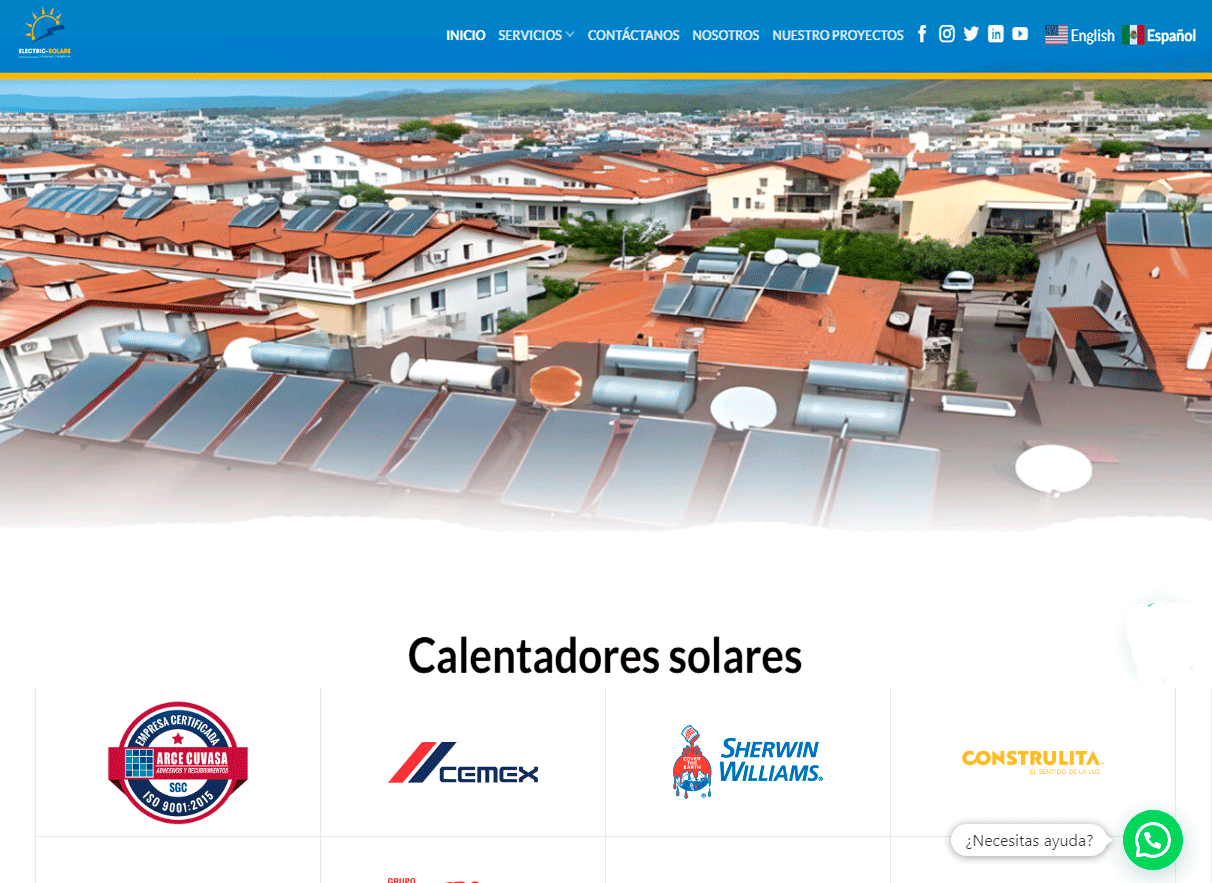 ELECTRIC-SOLARE
INICIO SERVICIOS CONTÁCTANOS NOSOTROS NUESTRO PROYECTOS English Español
Calentadores solares
EMPRESA CERTIFICADA
ARCE CUVASA
ADHESIVOS Y RECUBRIMIENTOS
SGC
ISO 9001:2015
CEMEX
COVER THE EARTH
SHERWIN
WILLIAMS®
CONSTRULITA
EL SENTIDO DE LA LUZ
¿Necesitas ayuda?
GRUPO